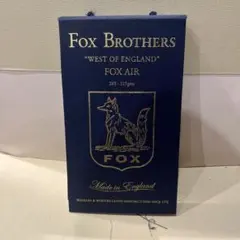 FOX BROTHERS
"WEST OF ENGLAND"
FOX AIR
FOX
Made in England